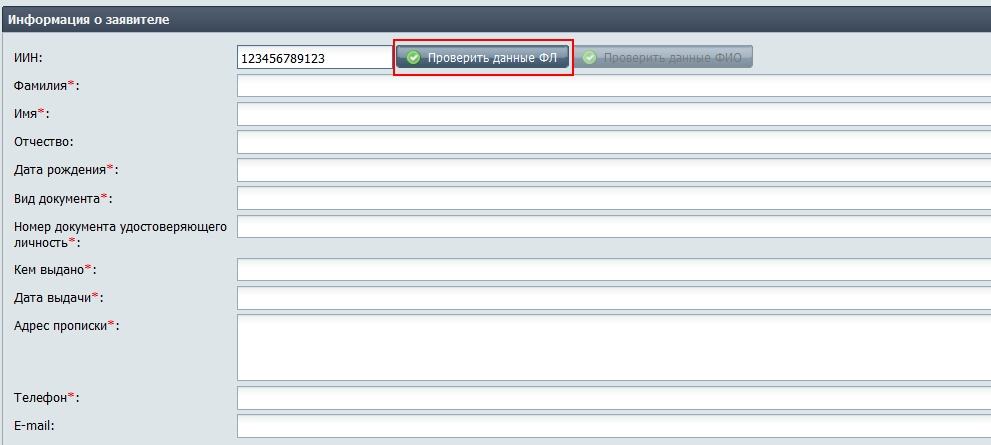 Информация о заявителе
ИИН: 123456789123 Проверить данные ФЛ Проверить данные ФИО
Фамилия*:
Имя*:
Отчество:
Дата рождения*:
Вид документа*:
Номер документа удостоверяющего
личность*:
Кем выдано*:
Дата выдачи*:
Адрес прописки*:
Телефон*:
E-mail: